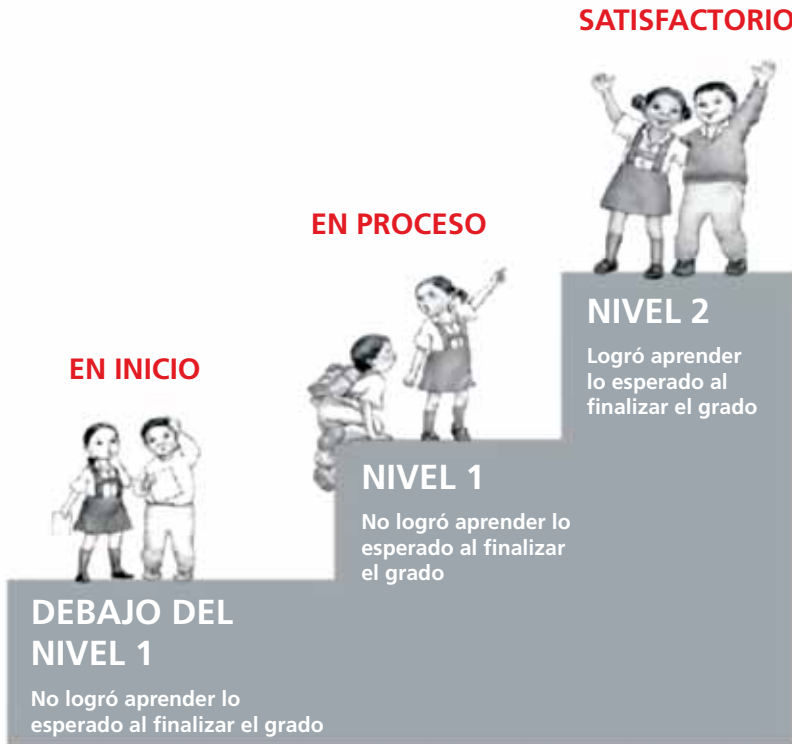 SATISFACTORIO
EN PROCESO
NIVEL 2
Logró aprender
lo esperado al
finalizar el grado
EN INICIO
NIVEL 1
No logró aprender lo
esperado al finalizar
el grado
DEBAJO DEL
NIVEL 1
No logró aprender lo
esperado al finalizar el grado